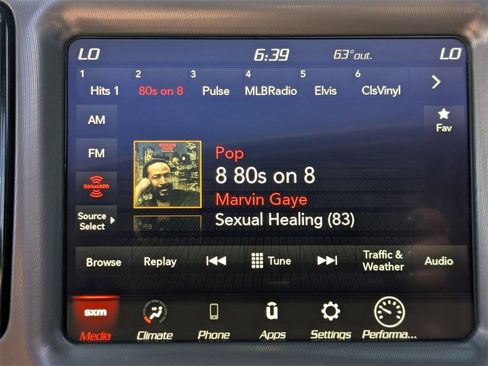 LO 6:39 63°out. LO
1 2 3 4 5 6
Hits 1 80s on 8 Pulse MLBRadio Elvis ClsVinyl
AM
Fav
FM
Pop
8 80s on 8
SiriusXM
Marvin Gaye
Source
Select
Sexual Healing (83)
Browse Replay Tune Traffic &
Weather Audio
sxm
Media Climate Phone Apps Settings Performa...